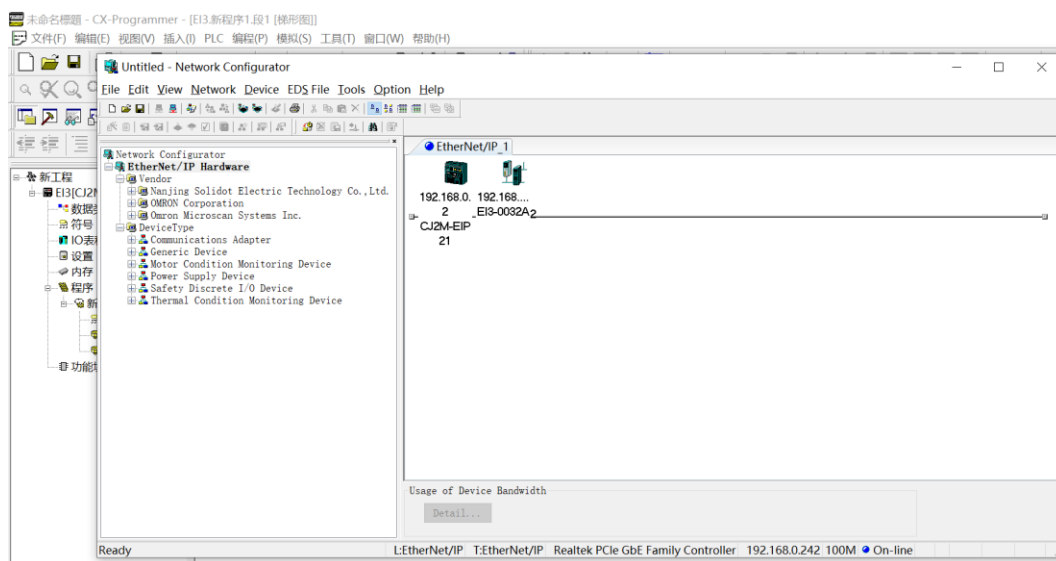 未命名標題 - CX-Programmer - [EI3.新程序1.段1 [梯形图]]
文件(F) 编辑(E) 视图(V) 插入(I) PLC 编程(P) 模拟(S) 工具(T) 窗口(W) 帮助(H)
Untitled - Network Configurator
File Edit View Network Device EDS File Tools Option Help
Network Configurator
EtherNet/IP Hardware
Vendor
Nanjing Solidot Electric Technology Co.,Ltd.
OMRON Corporation
Omron Microscan Systems Inc.
DeviceType
Communications Adapter
Generic Device
Motor Condition Monitoring Device
Power Supply Device
Safety Discrete I/O Device
Thermal Condition Monitoring Device
新工程
EI3[CJ2M
数据
符号
IO表
设置
内存
程序
新
功能
EtherNet/IP_1
192.168.0.
2
CJ2M-EIP
21
192.168....
EI3-0032A2
Usage of Device Bandwidth
Detail...
Ready
L:EtherNet/IP T:EtherNet/IP Realtek PCIe GbE Family Controller 192.168.0.242 100M On-line